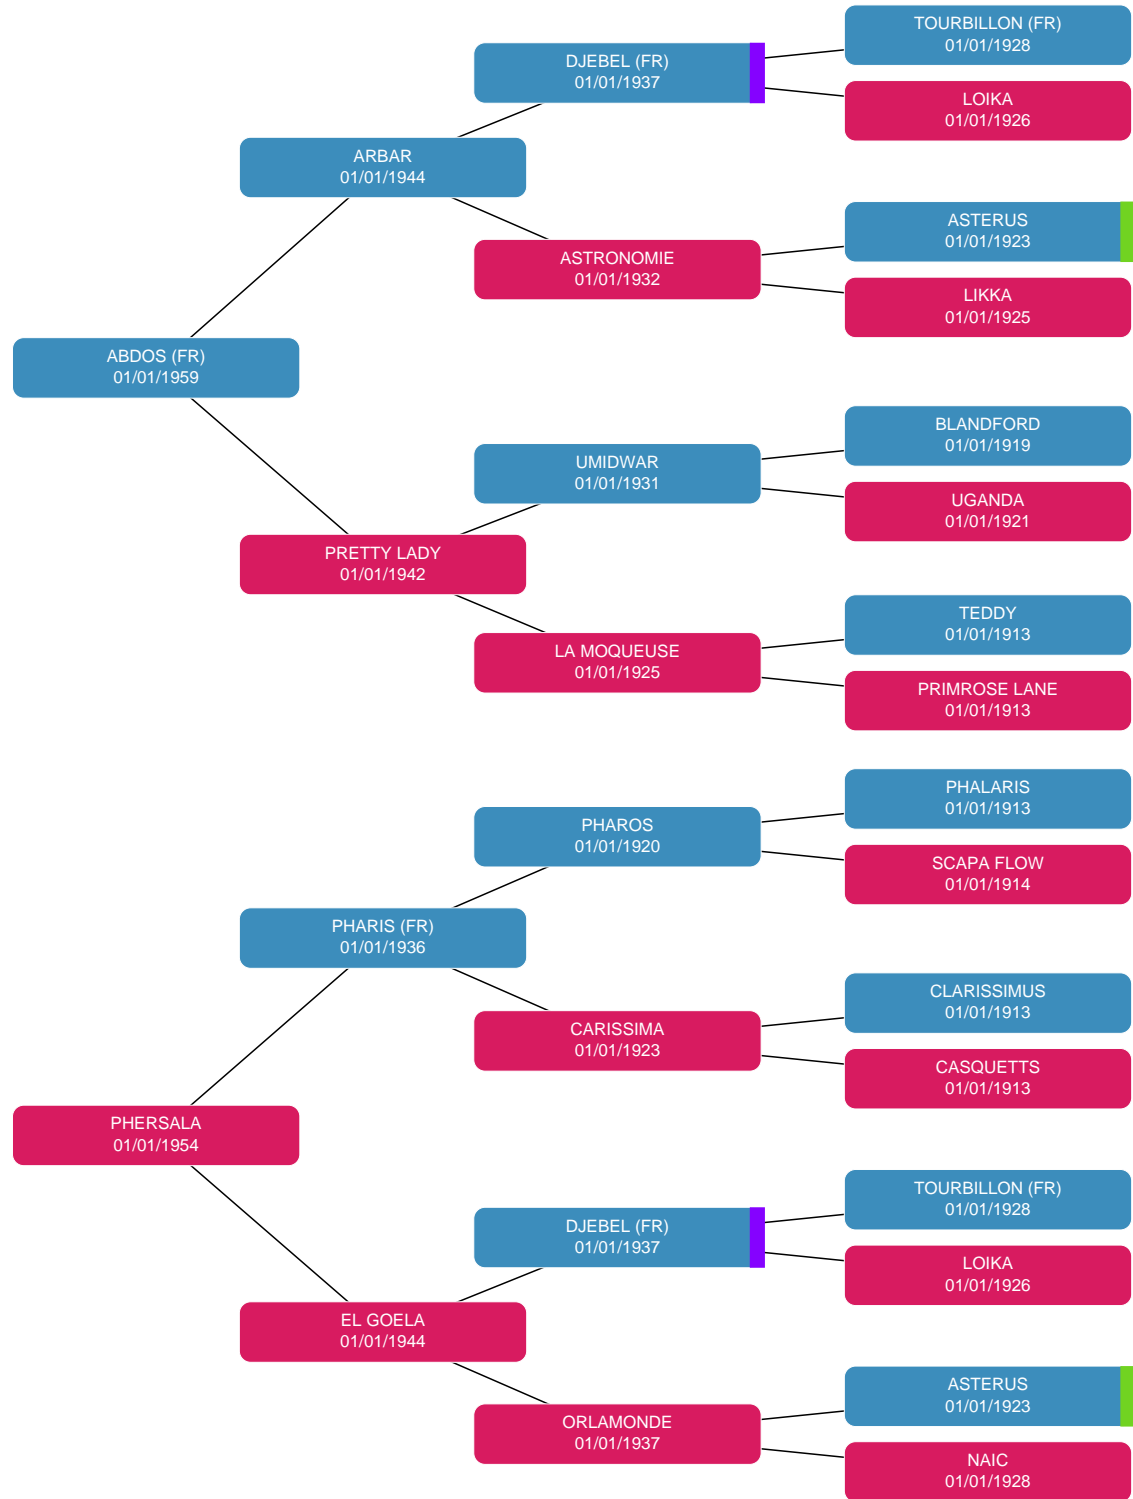 TOURBILLON (FR)
01/01/1928
DJEBEL (FR)
01/01/1937
LOIKA
01/01/1926
ARBAR
01/01/1944
ASTERUS
01/01/1923
ASTRONOMIE
01/01/1932
LIKKA
01/01/1925
ABDOS (FR)
01/01/1959
BLANDFORD
01/01/1919
UMIDWAR
01/01/1931
UGANDA
01/01/1921
PRETTY LADY
01/01/1942
TEDDY
01/01/1913
LA MOQUEUSE
01/01/1925
PRIMROSE LANE
01/01/1913
PHALARIS
01/01/1913
PHAROS
01/01/1920
SCAPA FLOW
01/01/1914
PHARIS (FR)
01/01/1936
CLARISSIMUS
01/01/1913
CARISSIMA
01/01/1923
CASQUETTS
01/01/1913
PHERSALA
01/01/1954
TOURBILLON (FR)
01/01/1928
DJEBEL (FR)
01/01/1937
LOIKA
01/01/1926
EL GOELA
01/01/1944
ASTERUS
01/01/1923
ORLAMONDE
01/01/1937
NAIC
01/01/1928